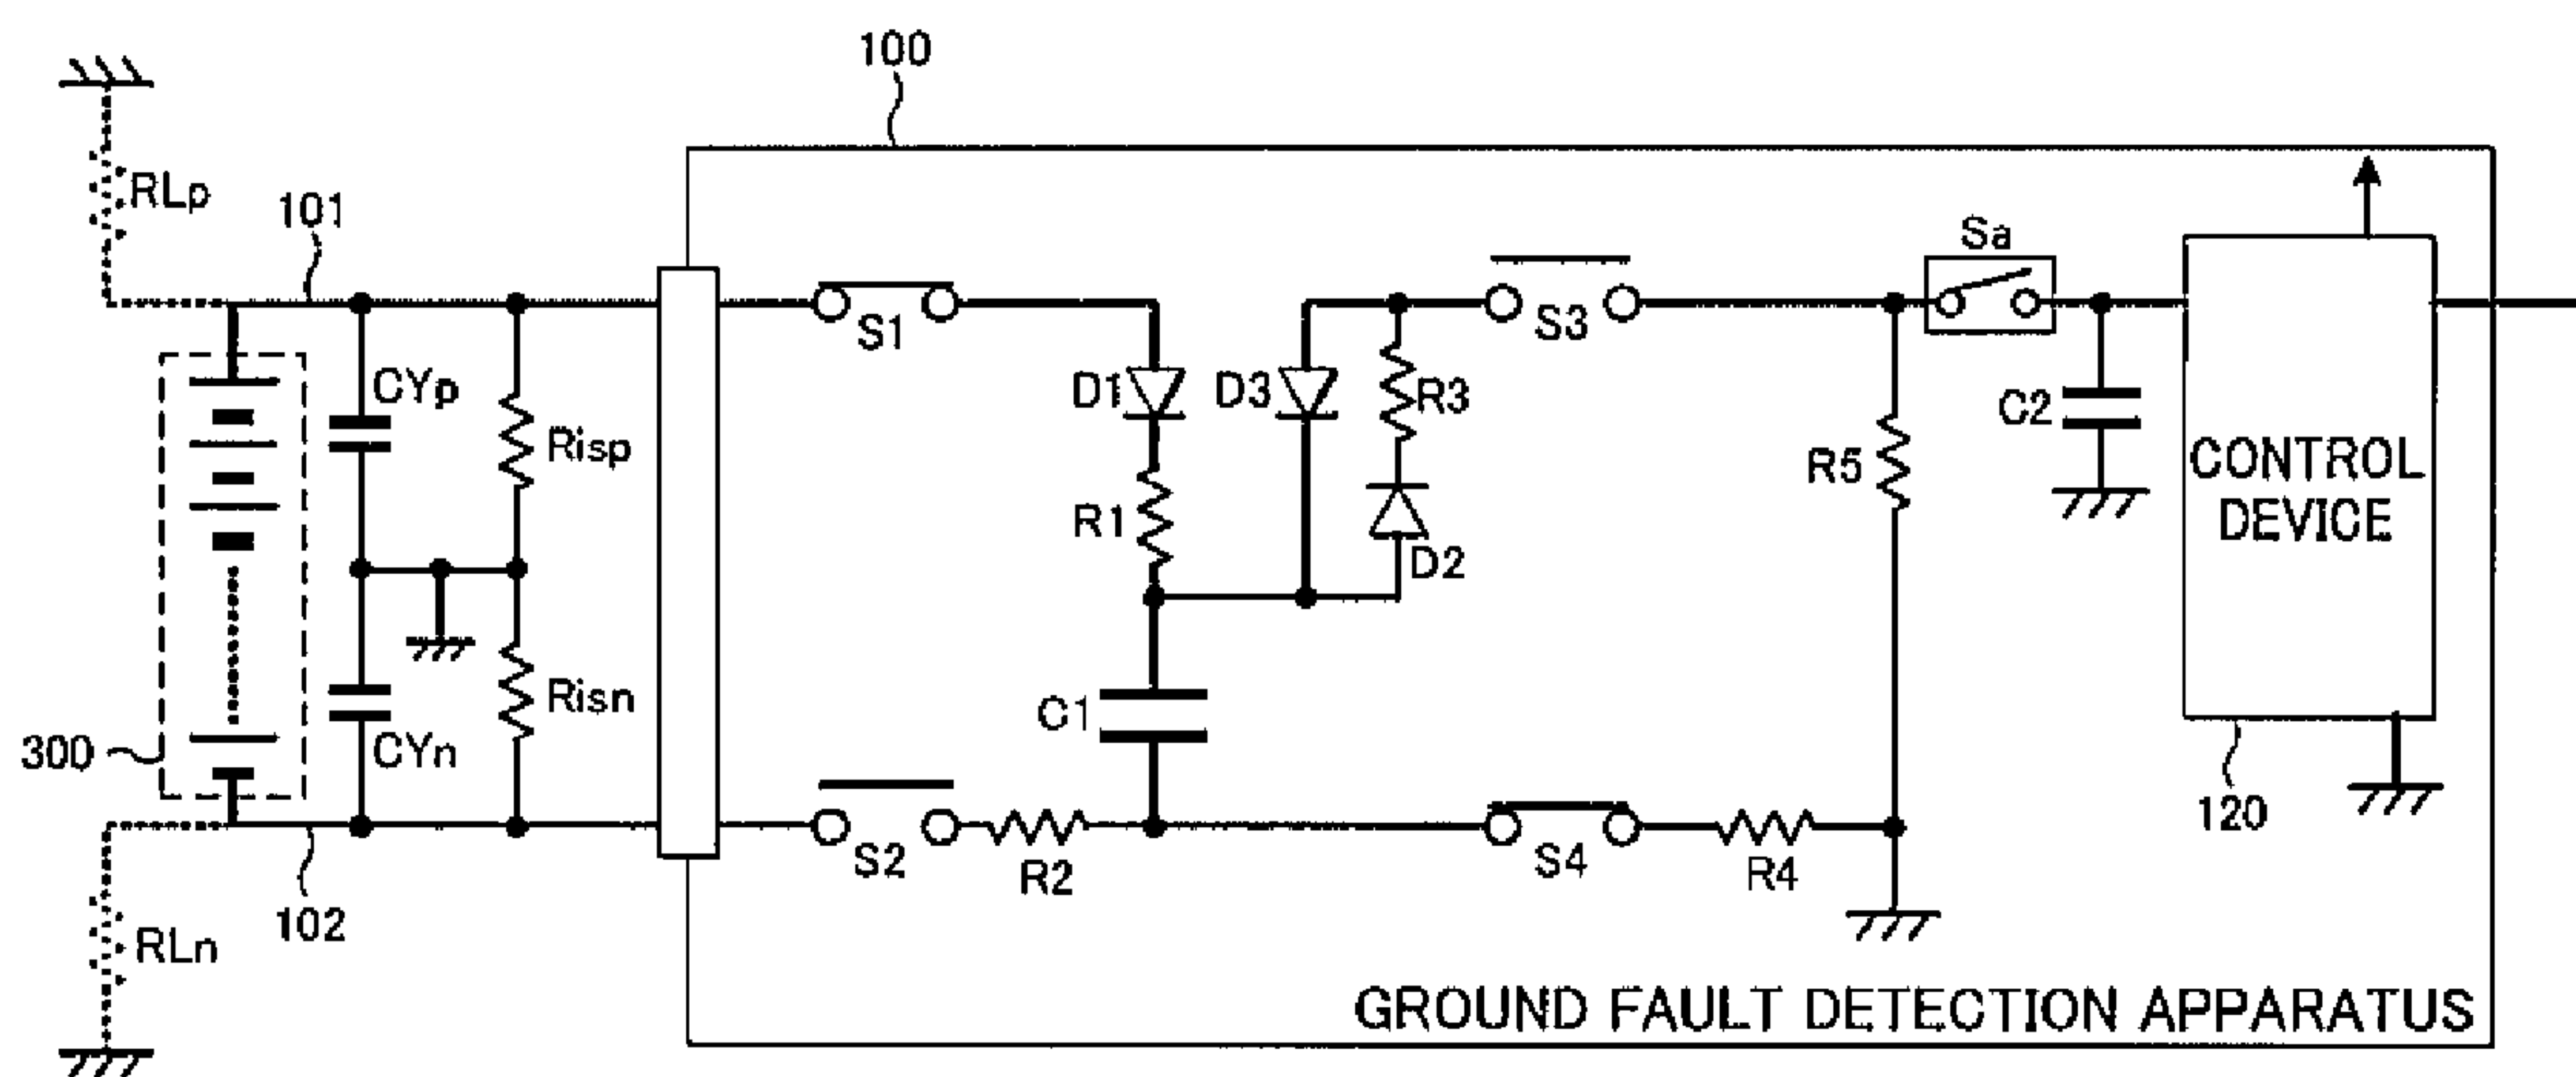 100
RLp
101
Sa
S1
S3
CYp
D1
D3
R3
C2
Risp
R5
CONTROL
DEVICE
R1
D2
Risn
C1
300
CYn
120
S2
R2
S4
R4
102
RLn
GROUND FAULT DETECTION APPARATUS